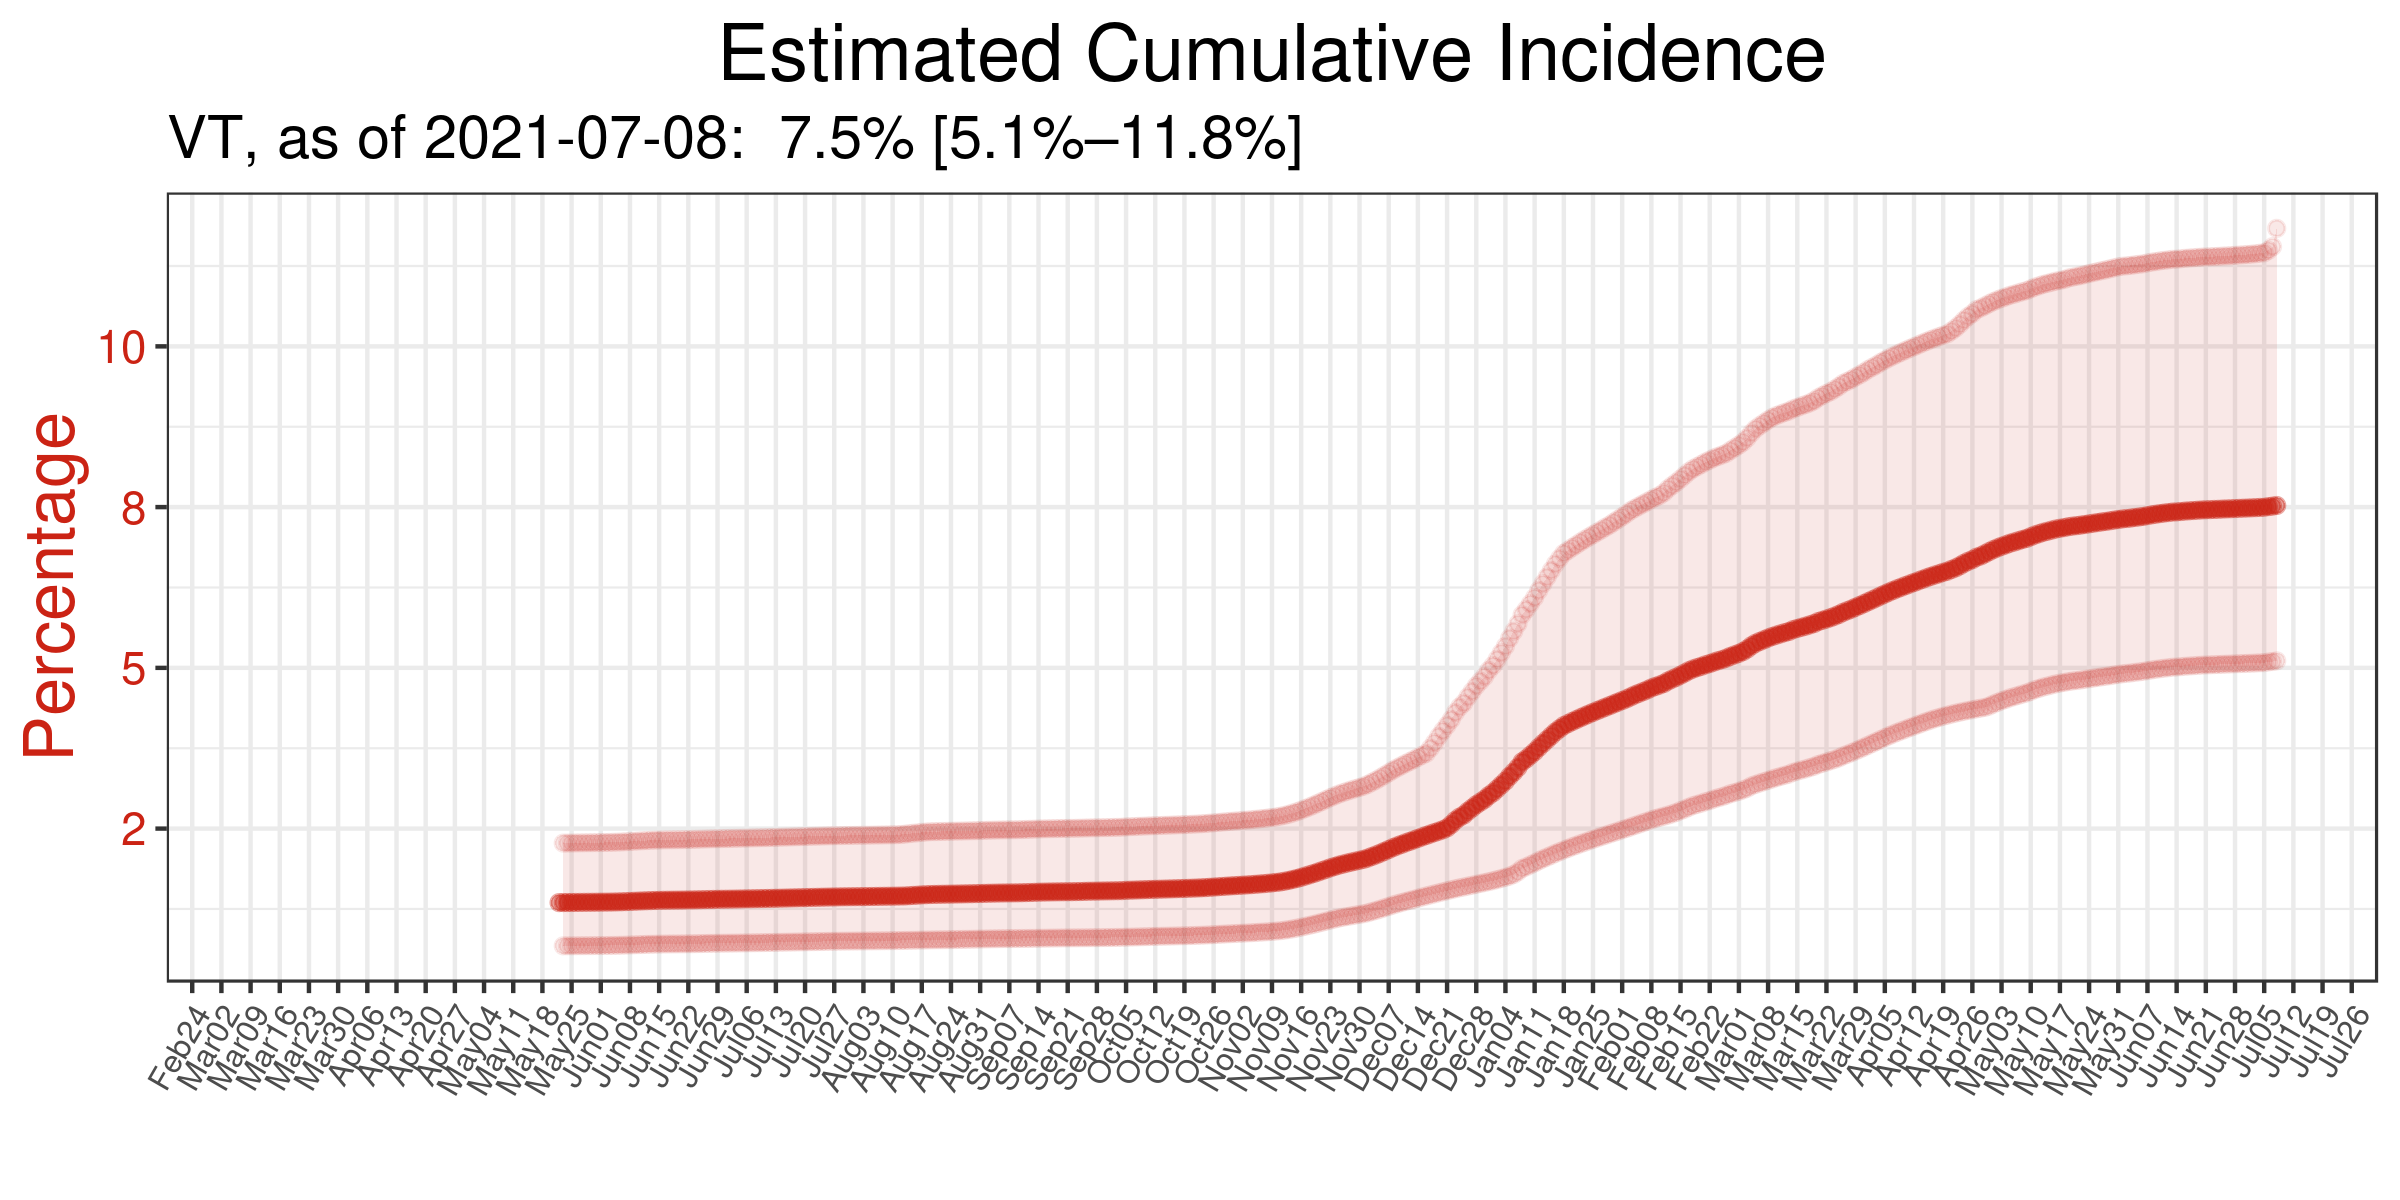 Estimated Cumulative Incidence
VT, as of 2021-07-08:  7.5% [5.1%–11.8%]
Percentage
10
8
5
2
Feb24
Mar02
Mar09
Mar16
Mar23
Mar30
Apr06
Apr13
Apr20
Apr27
May04
May11
May18
May25
Jun01
Jun08
Jun15
Jun22
Jun29
Jul06
Jul13
Jul20
Jul27
Aug03
Aug10
Aug17
Aug24
Aug31
Sep07
Sep14
Sep21
Sep28
Oct05
Oct12
Oct19
Oct26
Nov02
Nov09
Nov16
Nov23
Nov30
Dec07
Dec14
Dec21
Dec28
Jan04
Jan11
Jan18
Jan25
Feb01
Feb08
Feb15
Feb22
Mar01
Mar08
Mar15
Mar22
Mar29
Apr05
Apr12
Apr19
Apr26
May03
May10
May17
May24
May31
Jun07
Jun14
Jun21
Jun28
Jul05
Jul12
Jul19
Jul26